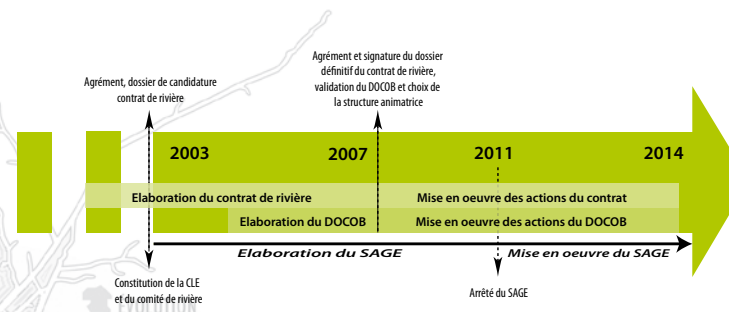 Agrément et signature du dossier
définitif du contrat de rivière,
validation du DOCOB et choix de
la structure animatrice
Agrément, dossier de candidature
contrat de rivière
2003
2007
2011
2014
Elaboration du contrat de rivière
Mise en oeuvre des actions du contrat
Elaboration du DOCOB
Mise en oeuvre des actions du DOCOB
Elaboration du SAGE
Mise en oeuvre du SAGE
Constitution de la CLE
et du comité de rivière
Arrêté du SAGE
EVOLUTION